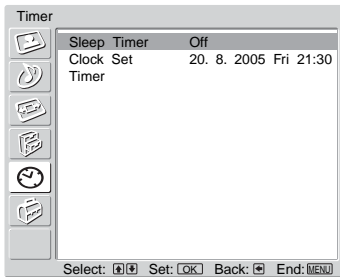 Timer
Sleep Timer Off
Clock Set 20. 8. 2005 Fri 21:30
Timer
Select: Set: OK Back: End: MENU